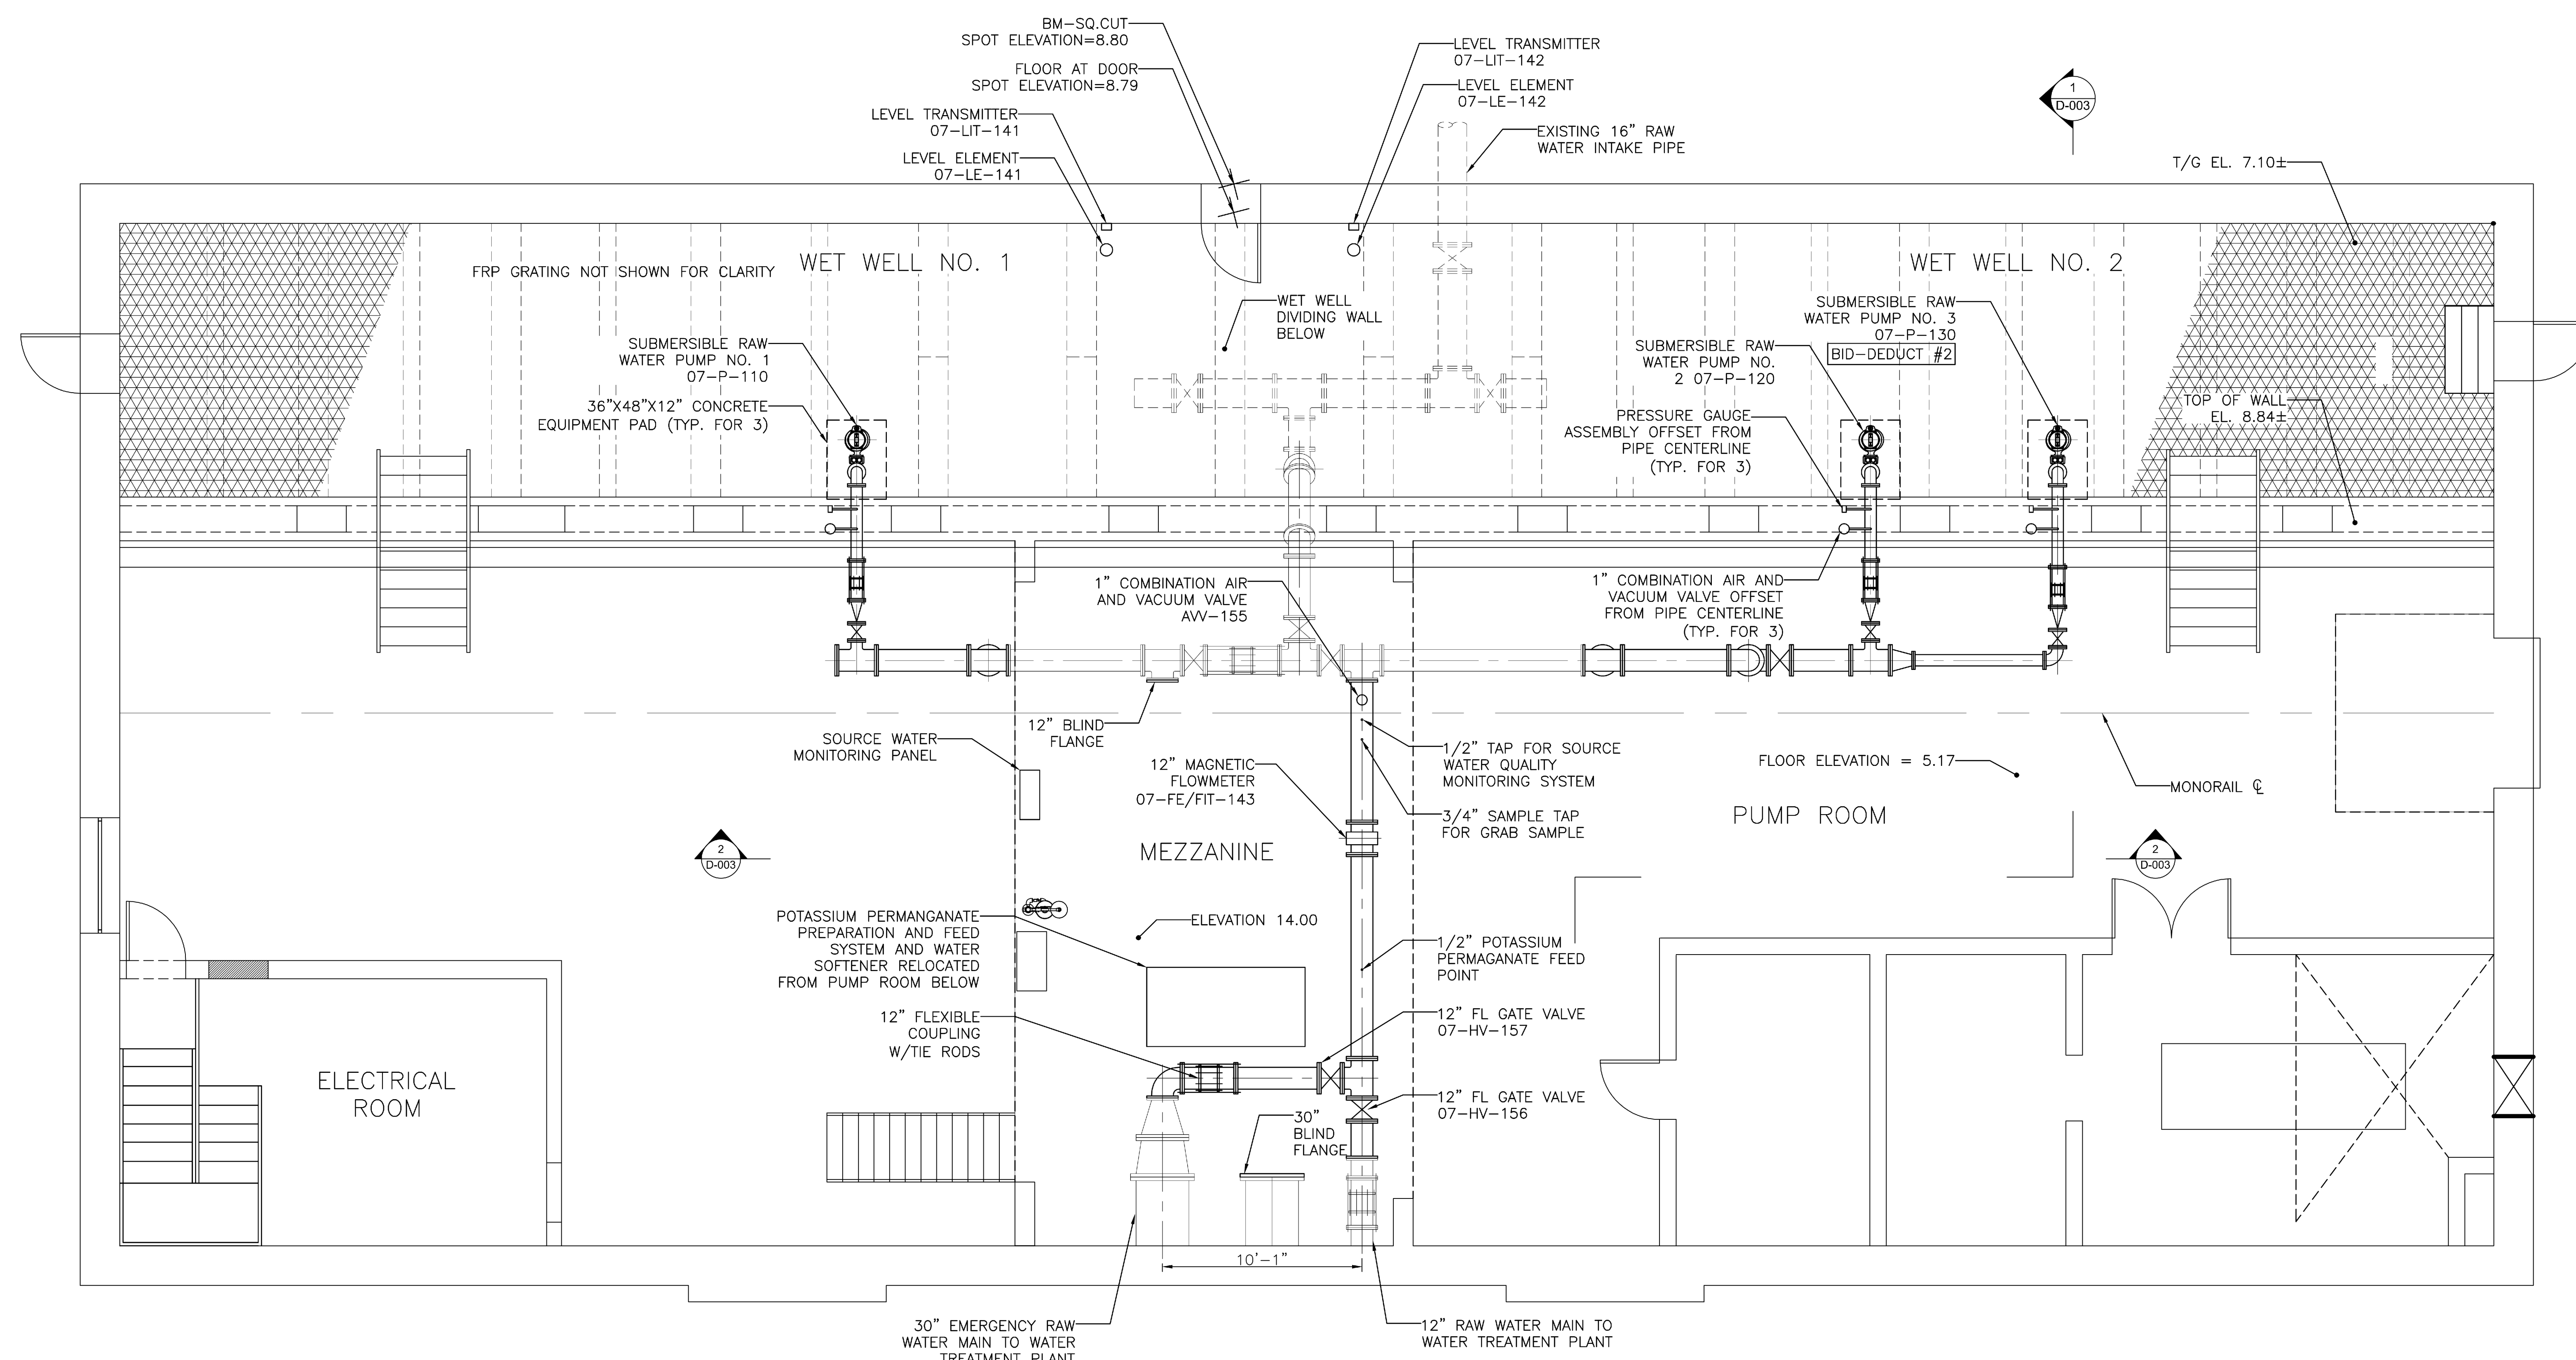 BM-SQ.CUT
SPOT ELEVATION=8.80
FLOOR AT DOOR
SPOT ELEVATION=8.79
LEVEL TRANSMITTER
07-LIT-141
LEVEL ELEMENT
07-LE-141
LEVEL TRANSMITTER
07-LIT-142
LEVEL ELEMENT
07-LE-142
EXISTING 16" RAW
WATER INTAKE PIPE
1
D-003
T/G EL. 7.10±
FRP GRATING NOT SHOWN FOR CLARITY
WET WELL NO. 1
WET WELL NO. 2
WET WELL
DIVIDING WALL
BELOW
SUBMERSIBLE RAW
WATER PUMP NO. 1
07-P-110
36"X48"X12" CONCRETE
EQUIPMENT PAD (TYP. FOR 3)
SUBMERSIBLE RAW
WATER PUMP NO. 3
07-P-130
BID-DEDUCT #2
SUBMERSIBLE RAW
WATER PUMP NO.
2 07-P-120
PRESSURE GAUGE
ASSEMBLY OFFSET FROM
PIPE CENTERLINE
(TYP. FOR 3)
TOP OF WALL
EL. 8.84±
1" COMBINATION AIR
AND VACUUM VALVE
AVV-155
1" COMBINATION AIR AND
VACUUM VALVE OFFSET
FROM PIPE CENTERLINE
(TYP. FOR 3)
12" BLIND
FLANGE
SOURCE WATER
MONITORING PANEL
12" MAGNETIC
FLOWMETER
07-FE/FIT-143
1/2" TAP FOR SOURCE
WATER QUALITY
MONITORING SYSTEM
3/4" SAMPLE TAP
FOR GRAB SAMPLE
FLOOR ELEVATION = 5.17
MONORAIL ℄
PUMP ROOM
MEZZANINE
2
D-003
2
D-003
POTASSIUM PERMANGANATE
PREPARATION AND FEED
SYSTEM AND WATER
SOFTENER RELOCATED
FROM PUMP ROOM BELOW
ELEVATION 14.00
1/2" POTASSIUM
PERMAGANATE FEED
POINT
12" FLEXIBLE
COUPLING
W/TIE RODS
12" FL GATE VALVE
07-HV-157
12" FL GATE VALVE
07-HV-156
ELECTRICAL
ROOM
30"
BLIND
FLANGE
10'-1"
30" EMERGENCY RAW
WATER MAIN TO WATER
TREATMENT PLANT
12" RAW WATER MAIN TO
WATER TREATMENT PLANT